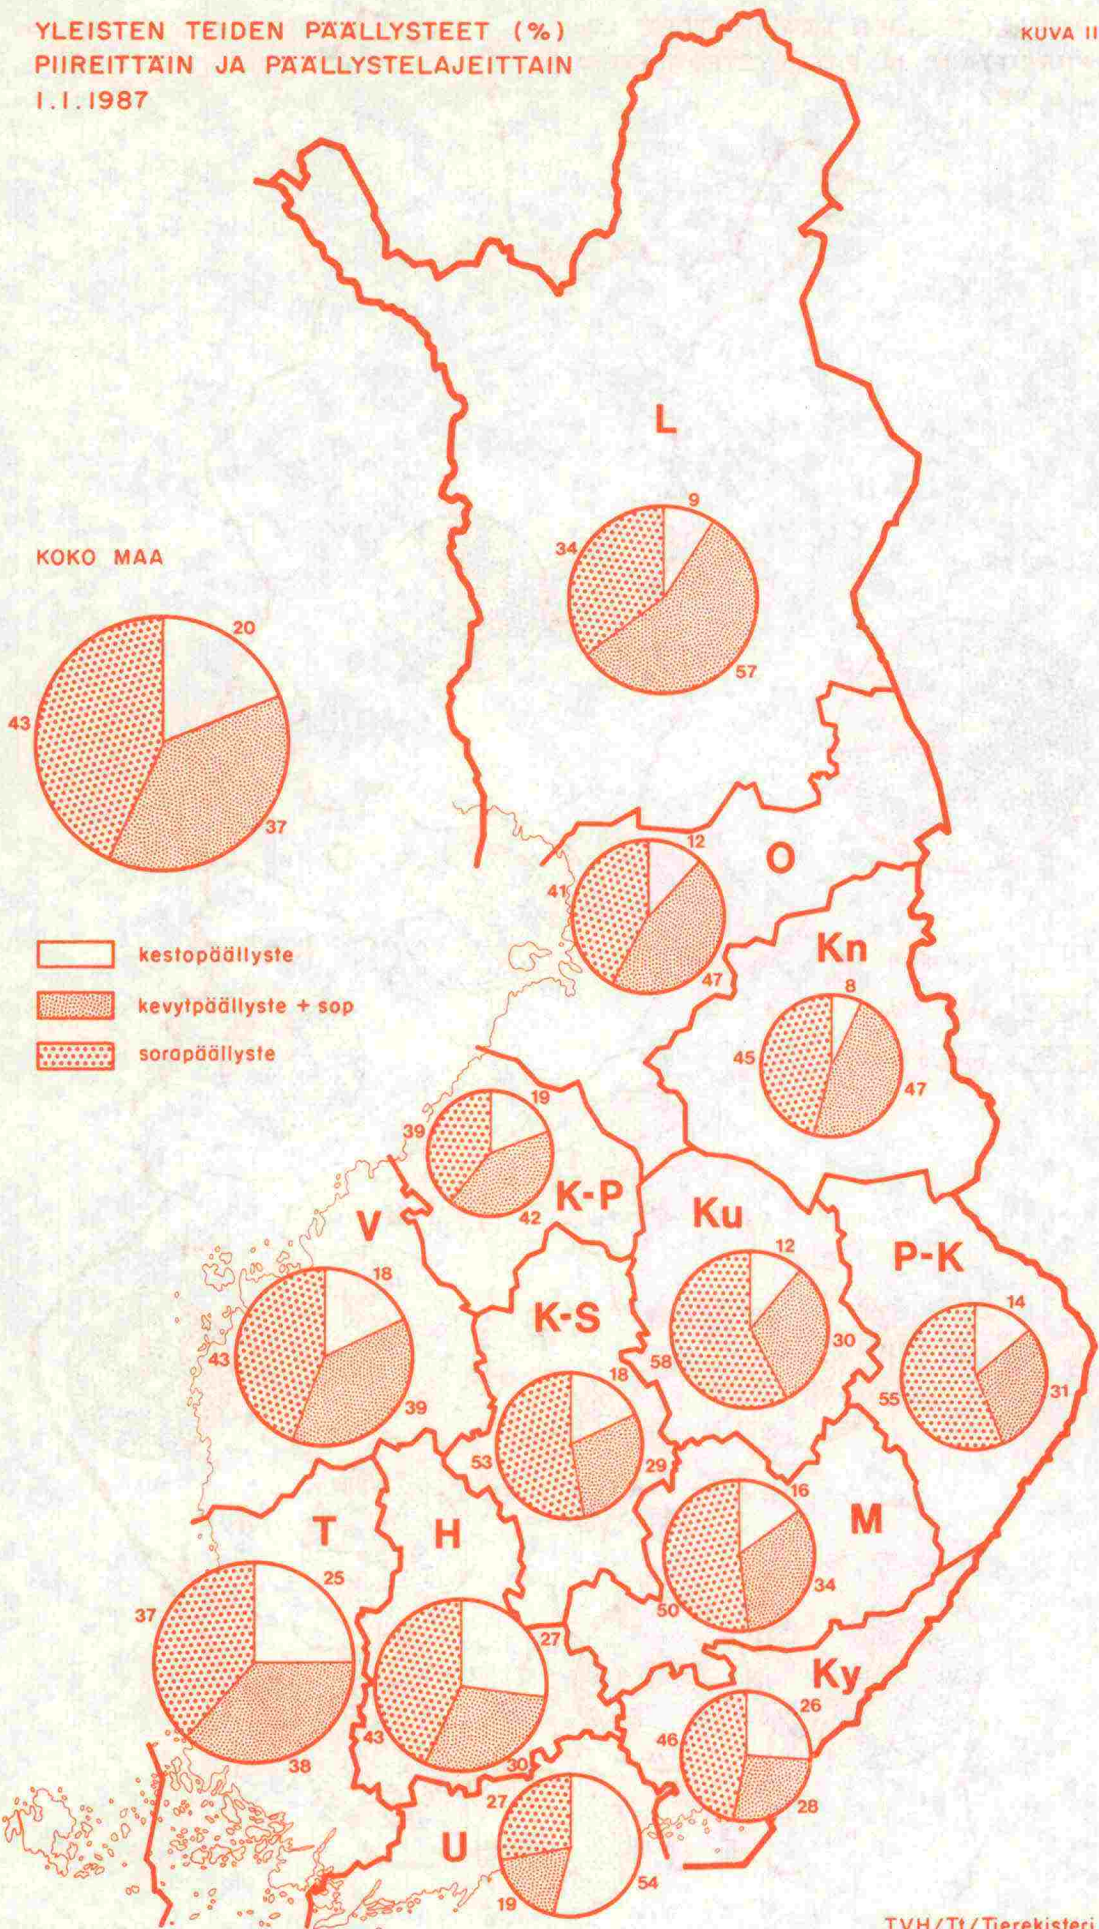 YLEISTEN TEIDEN PÄÄLLYSTEET (%)
PIIREITTÄIN JA PÄÄLLYSTELAJEITTAIN
1.1.1987
KUVA 11
L
9
34
57
KOKO MAA
20
43
37
kestopäällyste
kevytpäällyste + sop
sorapäällyste
O
12
41
47
Kn
8
45
47
K-P
19
39
42
V
18
43
39
Ku
12
58
30
P-K
14
55
31
K-S
18
53
29
M
16
50
34
T
25
37
38
H
27
43
30
Ky
26
46
28
U
27
19
54
TVH/Tt/Tierekisteri